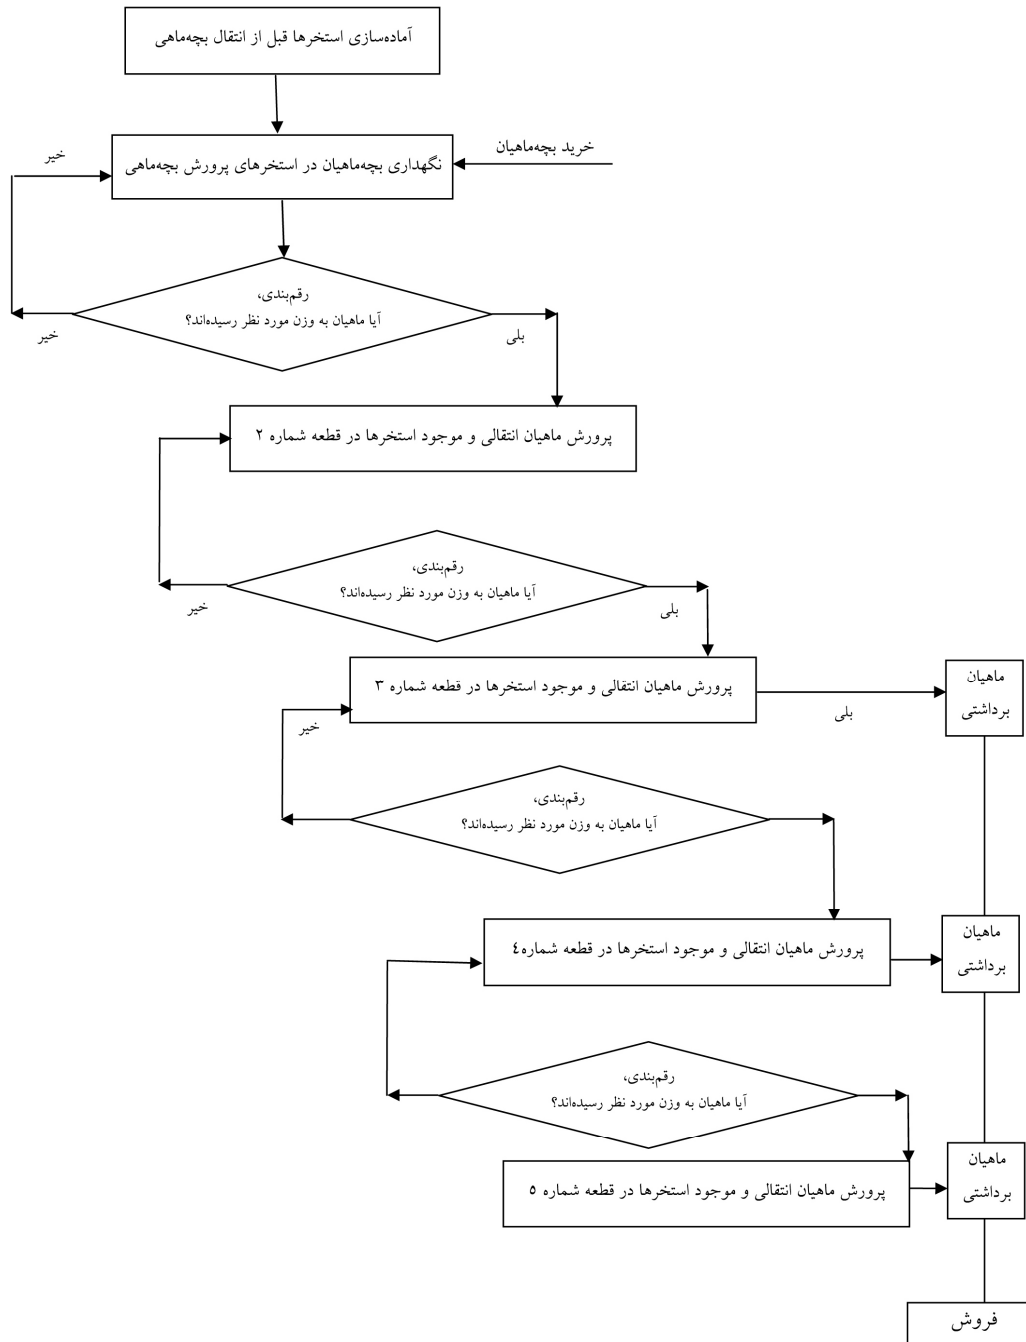 آماده‌سازی استخرها قبل از انتقال بچه‌ماهی
خرید بچه‌ماهیان
خیر
نگهداری بچه‌ماهیان در استخرهای پرورش بچه‌ماهی
رقم‌بندی،
آیا ماهیان به وزن مورد نظر رسیده‌اند؟
بلی
خیر
پرورش ماهیان انتقالی و موجود استخرها در قطعه شماره ۲
رقم‌بندی،
آیا ماهیان به وزن مورد نظر رسیده‌اند؟
بلی
خیر
پرورش ماهیان انتقالی و موجود استخرها در قطعه شماره ۳
ماهیان
برداشتی
بلی
خیر
رقم‌بندی،
آیا ماهیان به وزن مورد نظر رسیده‌اند؟
ماهیان
برداشتی
پرورش ماهیان انتقالی و موجود استخرها در قطعه شماره٤
رقم‌بندی،
آیا ماهیان به وزن مورد نظر رسیده‌اند؟
ماهیان
برداشتی
پرورش ماهیان انتقالی و موجود استخرها در قطعه شماره ٥
فروش